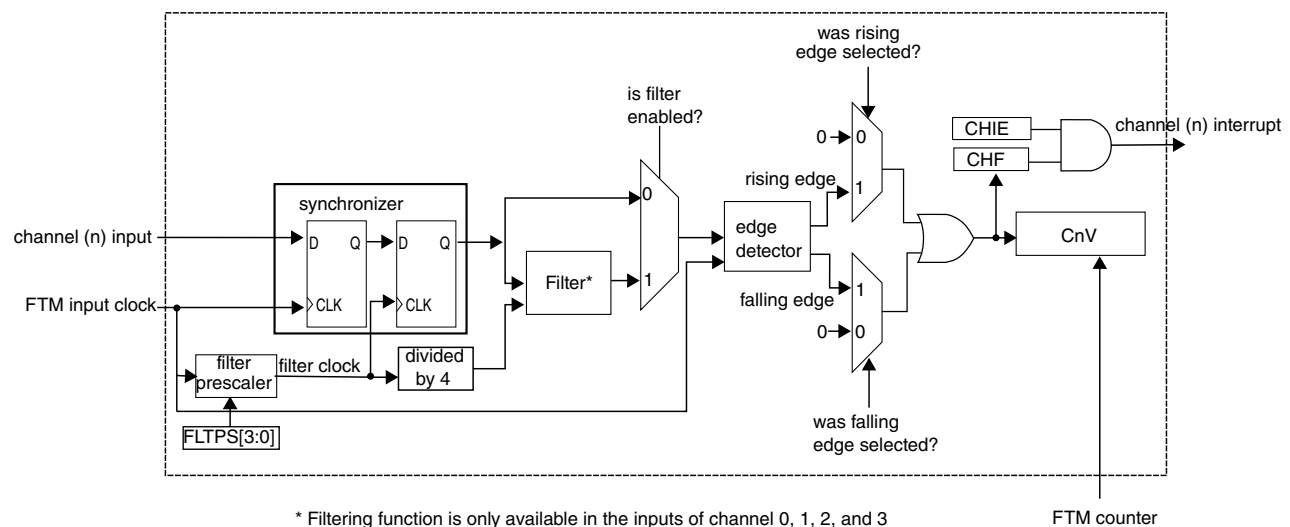 was rising
edge selected?
is filter
enabled?
0
0
CHIE
channel (n) interrupt
CHF
rising edge
1
synchronizer
0
channel (n) input
D
Q
D
Q
edge
detector
CnV
Filter*
1
falling edge
1
FTM input clock
CLK
CLK
0
0
filter
prescaler
filter clock
divided
by 4
FLTPS[3:0]
was falling
edge selected?
* Filtering function is only available in the inputs of channel 0, 1, 2, and 3
FTM counter